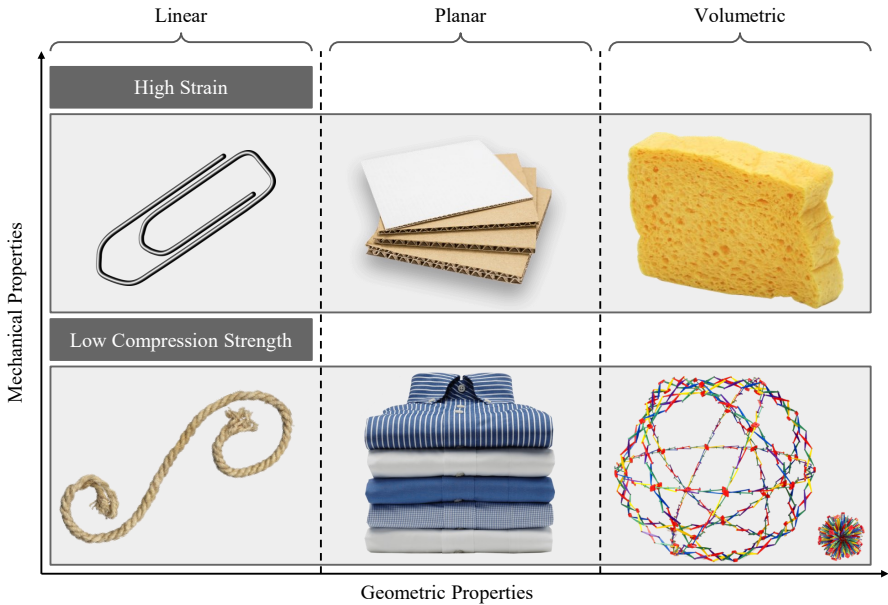 Linear
Planar
Volumetric
High Strain
Mechanical Properties
Low Compression Strength
Geometric Properties